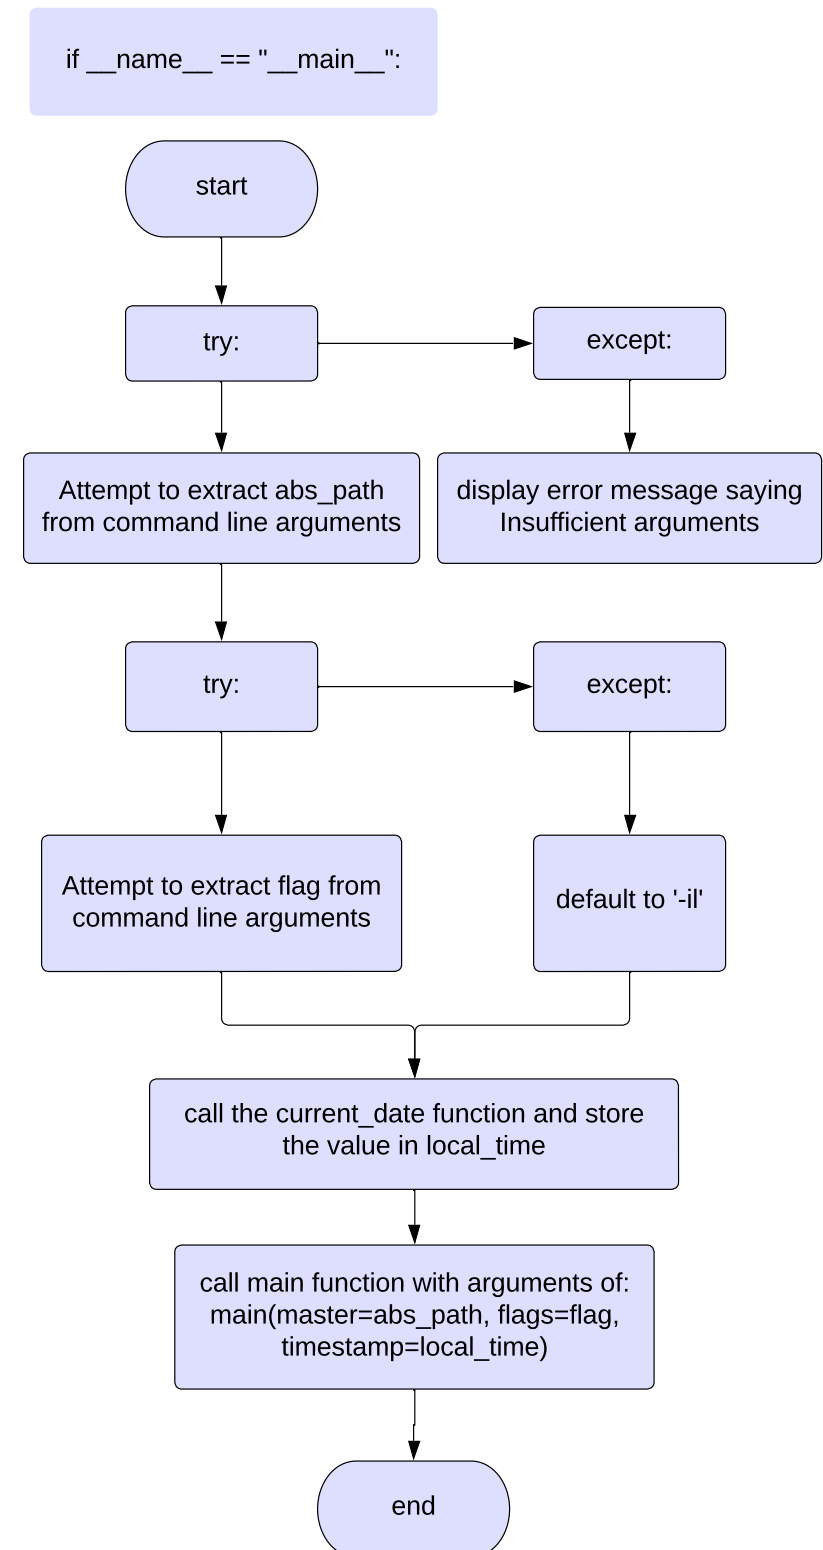 if __name__ == "__main__":
start
try:
except:
Attempt to extract abs_path
from command line arguments
display error message saying
Insufficient arguments
try:
except:
Attempt to extract flag from
command line arguments
default to '-il'
call the current_date function and store
the value in local_time
call main function with arguments of:
main(master=abs_path, flags=flag,
timestamp=local_time)
end